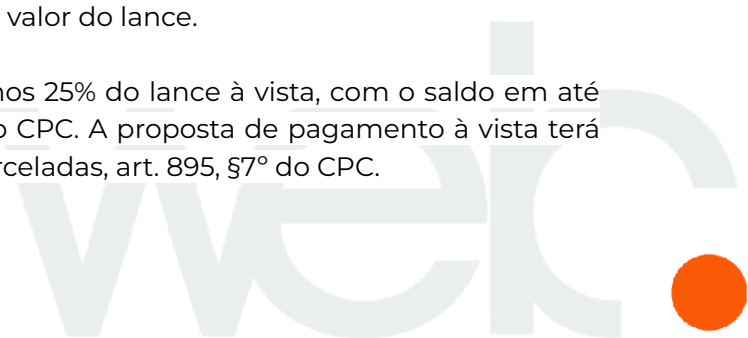 valor do lance.
nos 25% do lance à vista, com o saldo em até
o CPC. A proposta de pagamento à vista terá
rceladas, art. 895, §7º do CPC.
web.